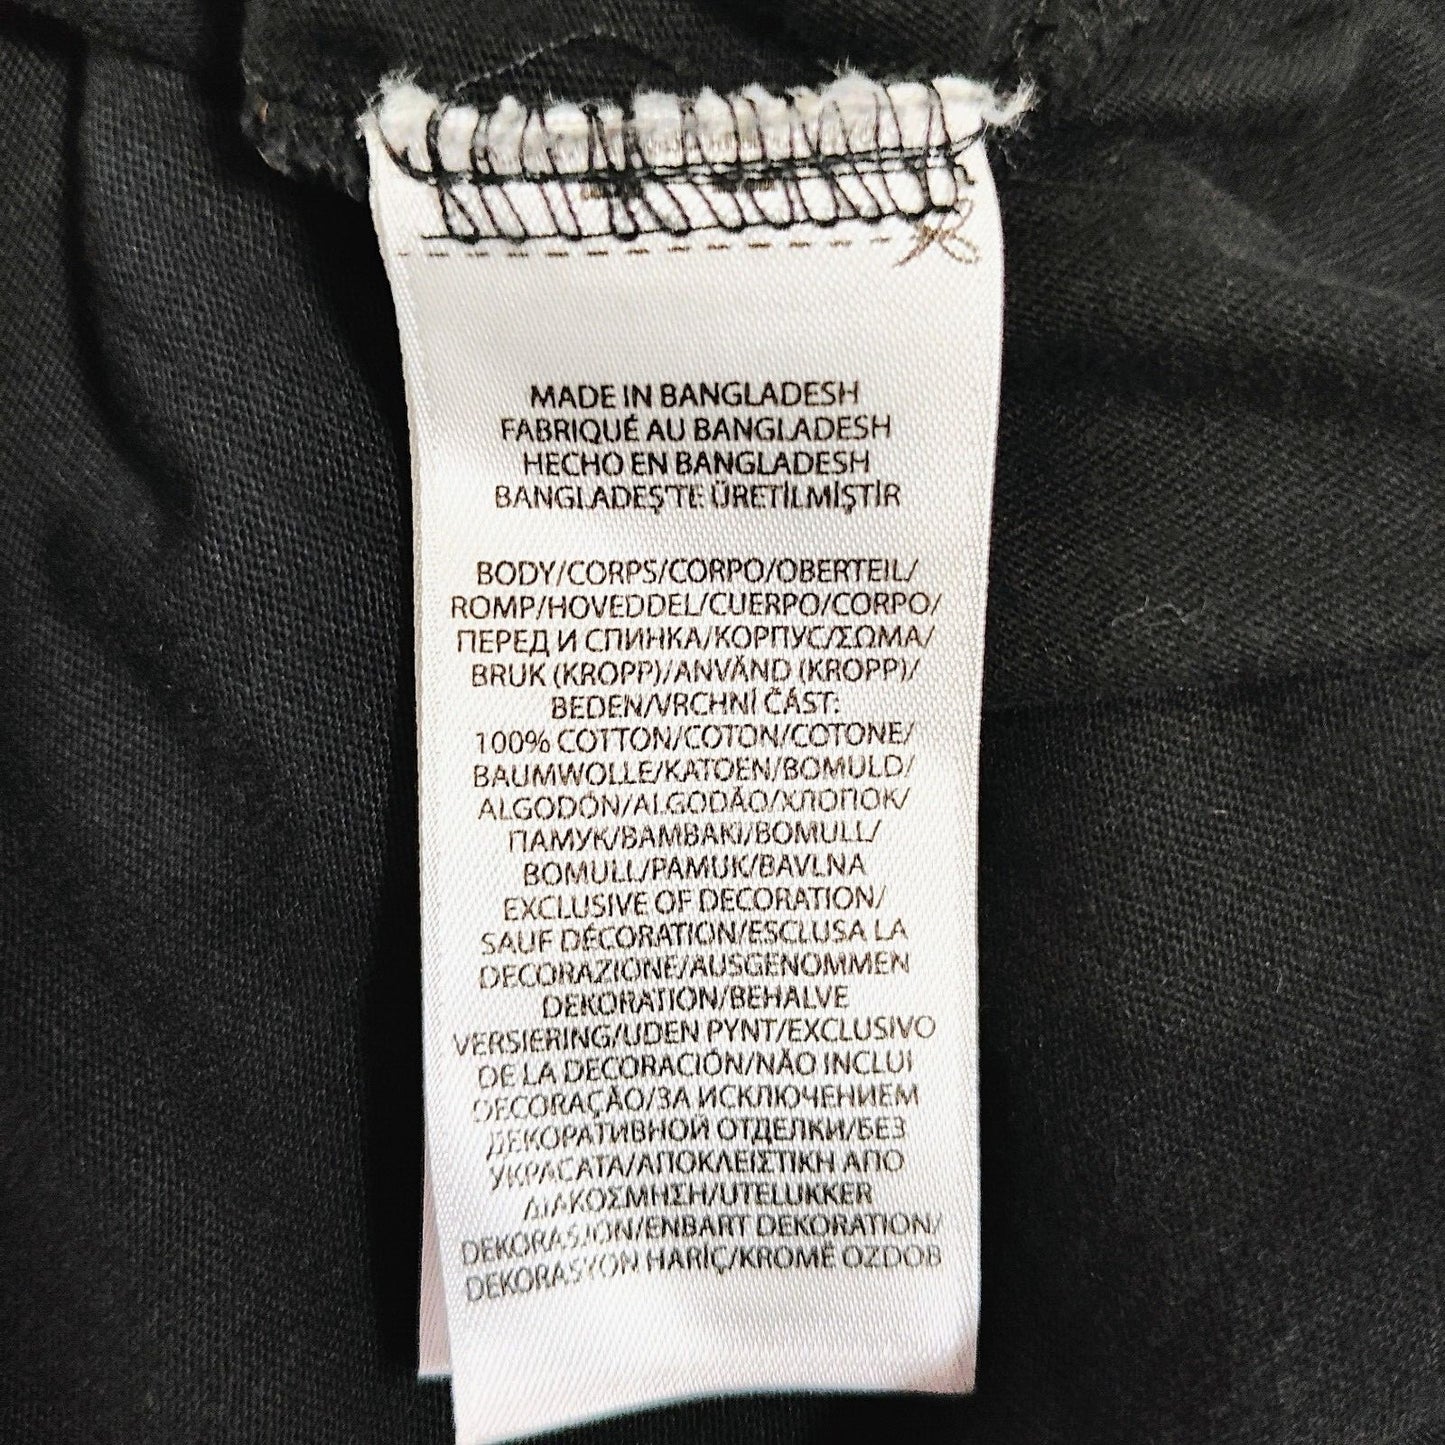 MADE IN BANGLADESH
FABRIQUÉ AU BANGLADESH
HECHO EN BANGLADESH
BANGLADEŞ'TE ÜRETİLMİŞTİR
BODY/CORPS/CORPO/OBERTEIL/
ROMP/HOVEDDEL/CUERPO/CORPO/
ПЕРЕД И СПИНКА/КОРПУС/ΣΩΜΑ/
BRUK (KROPP)/ANVÄND (KROPP)/
BEDEN/VRCHNÍ ČÁST:
100% COTTON/COTON/COTONE/
BAUMWOLLE/KATOEN/BOMULD/
ALGODÓN/ALGODÃO/ХЛОПОК/
ПАМУК/ΒΑΜΒΑΚΙ/BOMULL/
BOMULL/PAMUK/BAVLNA
EXCLUSIVE OF DECORATION/
SAUF DÉCORATION/ESCLUSA LA
DECORAZIONE/AUSGENOMMEN
DEKORATION/BEHALVE
VERSIERING/UDEN PYNT/EXCLUSIVO
DE LA DECORACIÓN/NÃO INCLUI
DECORAÇÃO/ЗА ИСКЛЮЧЕНИЕМ
ДЕКОРАТИВНОЙ ОТДЕЛКИ/БЕЗ
УКРАСАТА/ΑΠΟΚΛΕΙΣΤΙΚΗ ΑΠΟ
ΔΙΑΚΟΣΜΗΣΗ/UTELUKKER
DEKORASJON/ENBART DEKORATION/
DEKORASYON HARİÇ/KROMĚ OZDOB